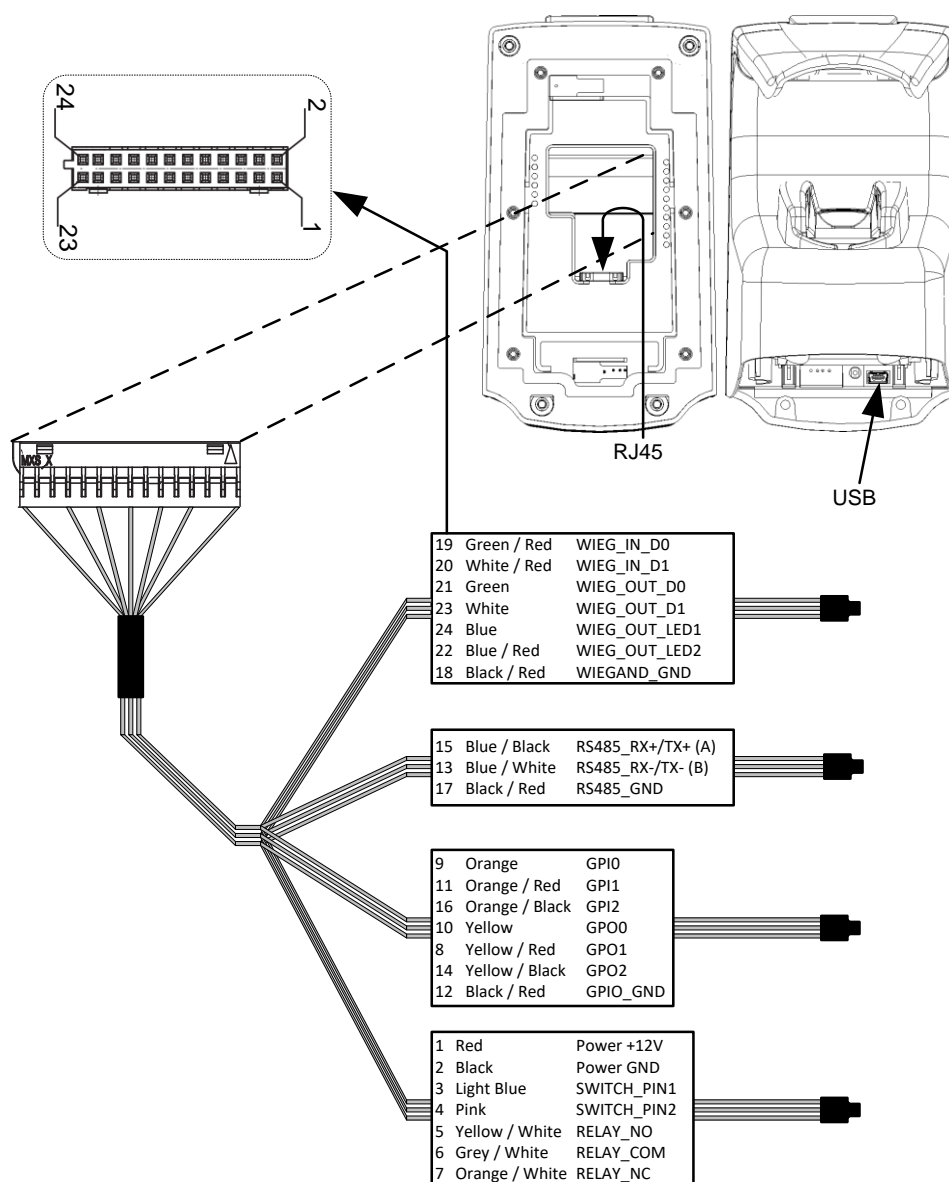 24
2
23
1
RJ45
USB
MXS X
19 Green / Red WIEG_IN_D0
20 White / Red WIEG_IN_D1
21 Green WIEG_OUT_D0
23 White WIEG_OUT_D1
24 Blue WIEG_OUT_LED1
22 Blue / Red WIEG_OUT_LED2
18 Black / Red WIEGAND_GND
15 Blue / Black RS485_RX+/TX+ (A)
13 Blue / White RS485_RX-/TX- (B)
17 Black / Red RS485_GND
9 Orange GPI0
11 Orange / Red GPI1
16 Orange / Black GPI2
10 Yellow GPO0
8 Yellow / Red GPO1
14 Yellow / Black GPO2
12 Black / Red GPIO_GND
1 Red Power +12V
2 Black Power GND
3 Light Blue SWITCH_PIN1
4 Pink SWITCH_PIN2
5 Yellow / White RELAY_NO
6 Grey / White RELAY_COM
7 Orange / White RELAY_NC